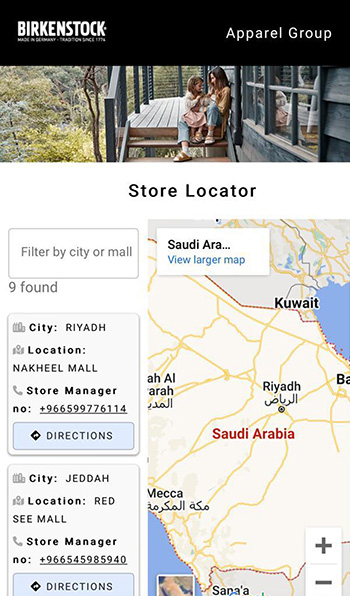 BIRKENSTOCK
MADE IN GERMANY · TRADITION SINCE 1774
Apparel Group
Store Locator
Filter by city or mall
9 found
City: RIYADH
Location:
NAKHEEL MALL
Store Manager
no: +966599776114
DIRECTIONS
City: JEDDAH
Location: RED
SEE MALL
Store Manager
no: +966545985940
DIRECTIONS
Saudi Ara...
View larger map
Kuwait
Ba
ah Al
arah
المدي
Riyadh
الرياض
Saudi Arabia
Mecca
مكة المكرمة
Sana'a
+
−